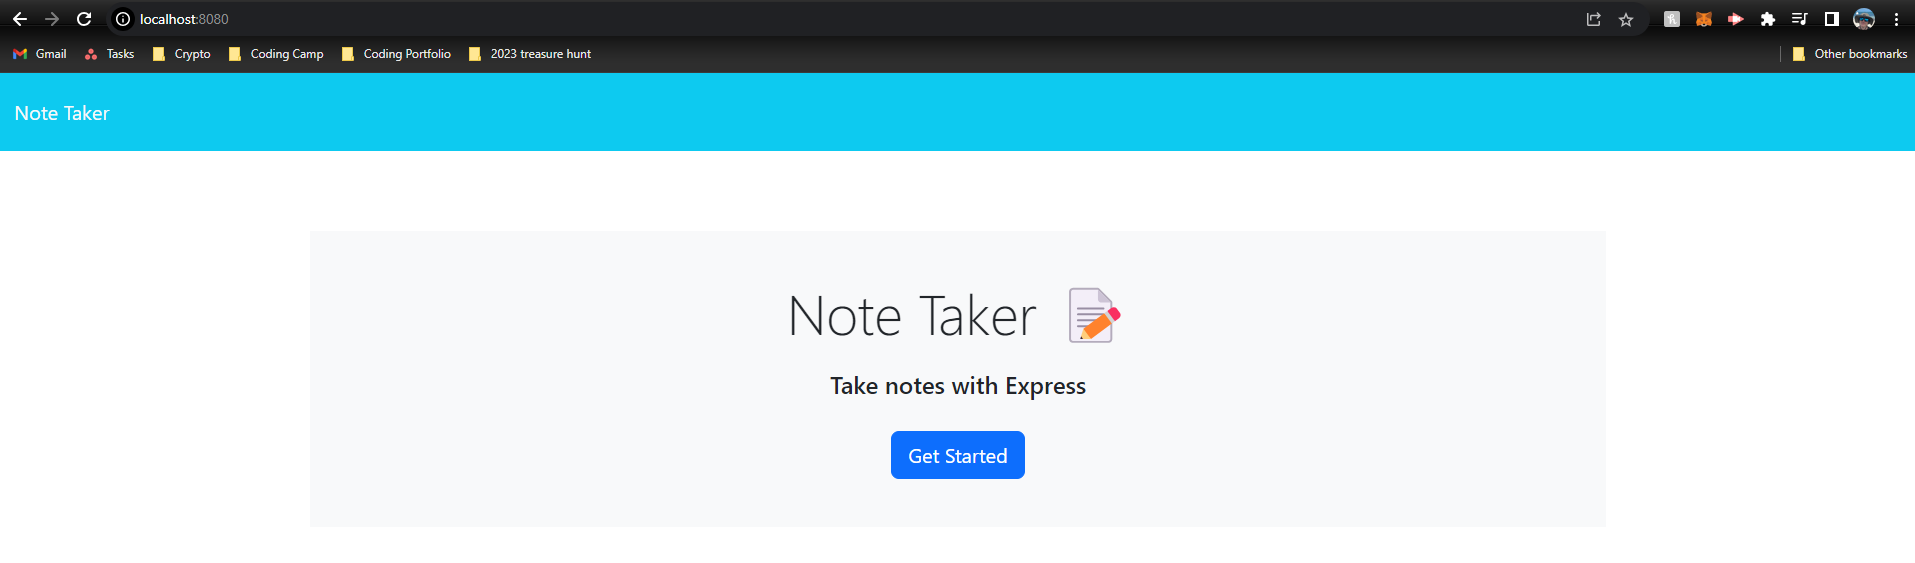 localhost:8080
Gmail Tasks Crypto Coding Camp Coding Portfolio 2023 treasure hunt Other bookmarks
Note Taker
Note Taker
Take notes with Express
Get Started